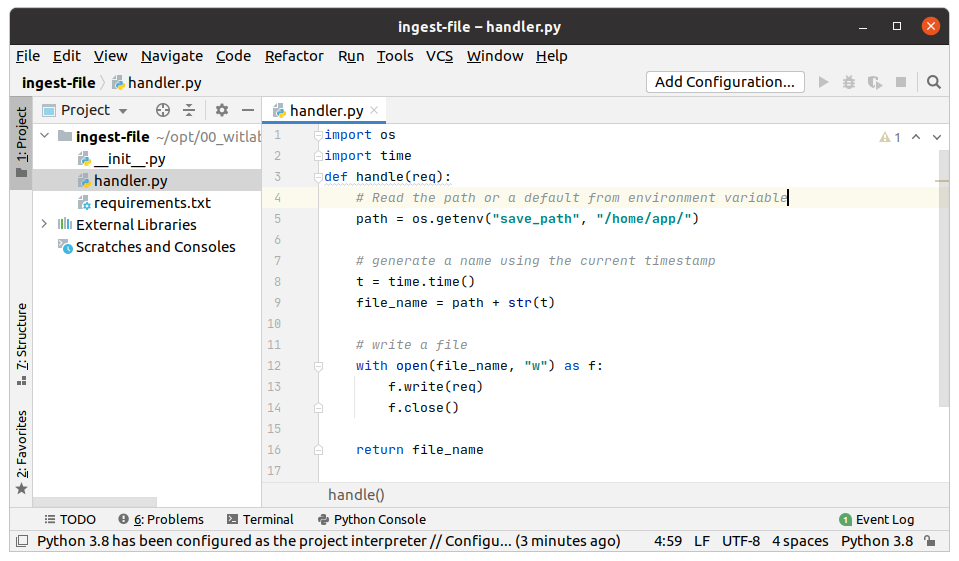 ingest-file – handler.py
File Edit View Navigate Code Refactor Run Tools VCS Window Help
ingest-file handler.py Add Configuration...
1: Project
Project
handler.py
ingest-file ~/opt/00_witlab
__init__.py
handler.py
requirements.txt
External Libraries
Scratches and Consoles
7: Structure
2: Favorites
1
1 import os
2 import time
3 def handle(req):
4 # Read the path or a default from environment variable
5 path = os.getenv("save_path", "/home/app/")
6
7 # generate a name using the current timestamp
8 t = time.time()
9 file_name = path + str(t)
10
11 # write a file
12 with open(file_name, "w") as f:
13 f.write(req)
14 f.close()
15
16 return file_name
17
handle()
TODO 6: Problems Terminal Python Console 1 Event Log
Python 3.8 has been configured as the project interpreter // Configu... (3 minutes ago) 4:59 LF UTF-8 4 spaces Python 3.8